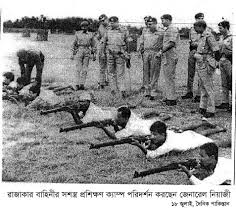 রাজাকার বাহিনীর সশস্ত্র প্রশিক্ষণ ক্যাম্প পরিদর্শন করছেন জেনারেল নিয়াজী
১৮ জুলাই, দৈনিক পাকিস্তান